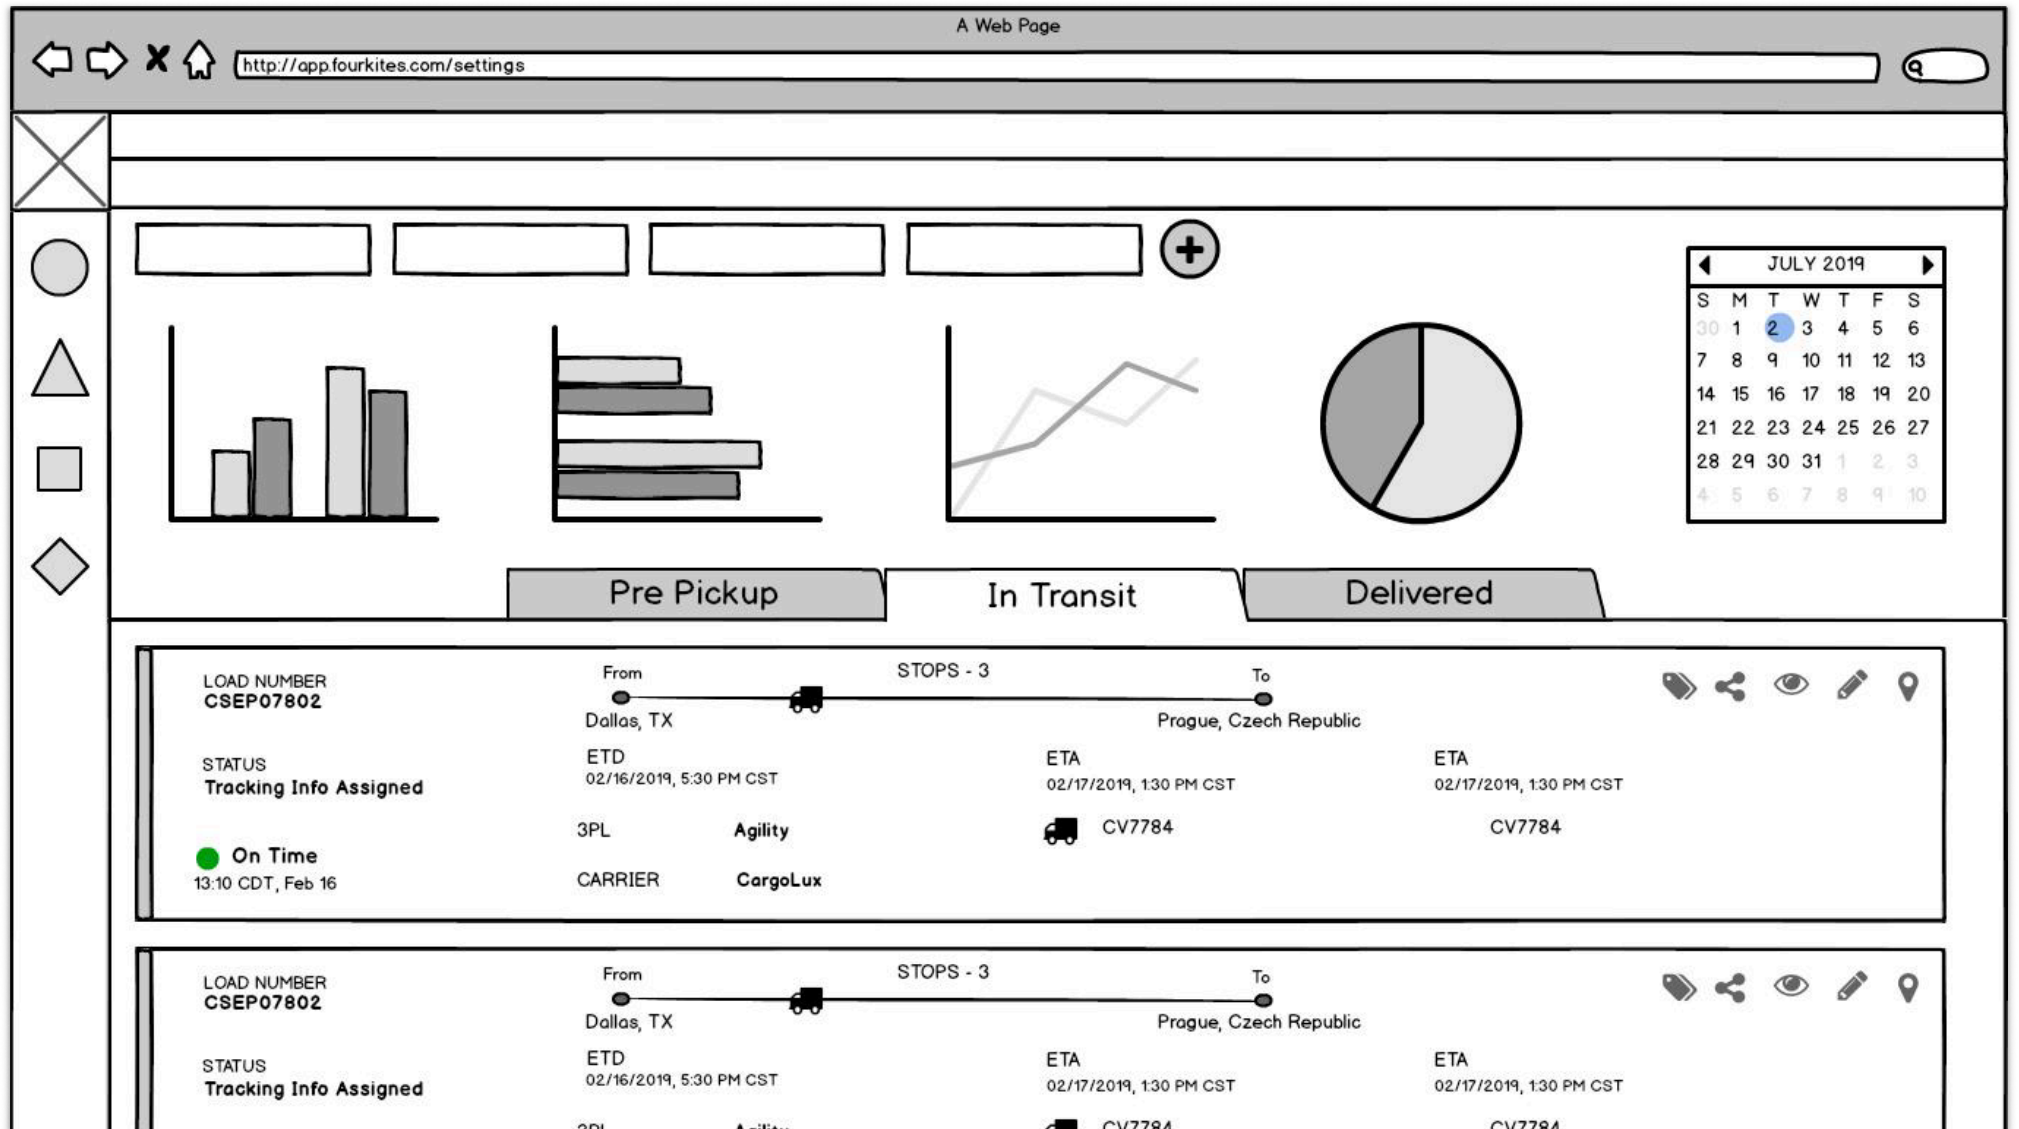 A Web Page
http://app.fourkites.com/settings
JULY 2019
S M T W T F S
30 1 2 3 4 5 6
7 8 9 10 11 12 13
14 15 16 17 18 19 20
21 22 23 24 25 26 27
28 29 30 31 1 2 3
4 5 6 7 8 9 10
Pre Pickup
In Transit
Delivered
LOAD NUMBER
CSEP07802
From
STOPS - 3
To
Dallas, TX
Prague, Czech Republic
STATUS
Tracking Info Assigned
ETD
02/16/2019, 5:30 PM CST
ETA
02/17/2019, 1:30 PM CST
ETA
02/17/2019, 1:30 PM CST
3PL Agility
CV7784
CV7784
On Time
13:10 CDT, Feb 16
CARRIER CargoLux
LOAD NUMBER
CSEP07802
From
STOPS - 3
To
Dallas, TX
Prague, Czech Republic
STATUS
Tracking Info Assigned
ETD
02/16/2019, 5:30 PM CST
ETA
02/17/2019, 1:30 PM CST
ETA
02/17/2019, 1:30 PM CST
3PL Agility
CV7784
CV7784